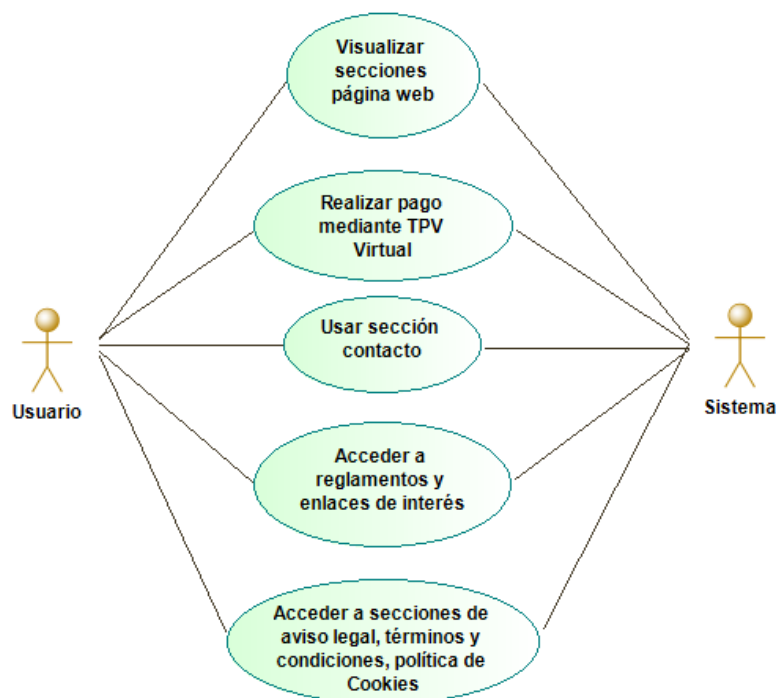 Visualizar
secciones
página web
Realizar pago
mediante TPV
Virtual
Usar sección
contacto
Usuario
Sistema
Acceder a
reglamentos y
enlaces de interés
Acceder a secciones de
aviso legal, términos y
condiciones, política de
Cookies